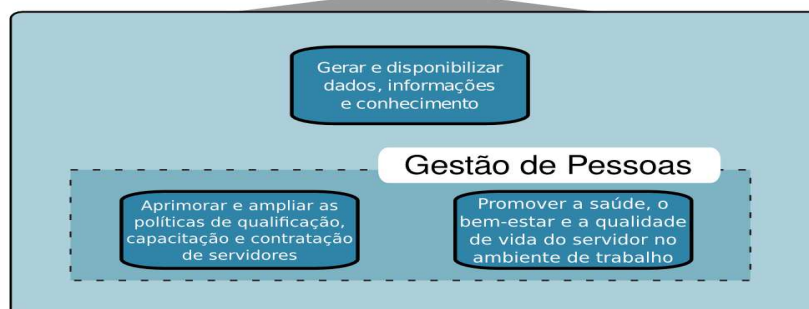 Gerar e disponibilizar
dados, informações
e conhecimento
Gestão de Pessoas
Aprimorar e ampliar as
políticas de qualificação,
capacitação e contratação
de servidores
Promover a saúde, o
bem-estar e a qualidade
de vida do servidor no
ambiente de trabalho